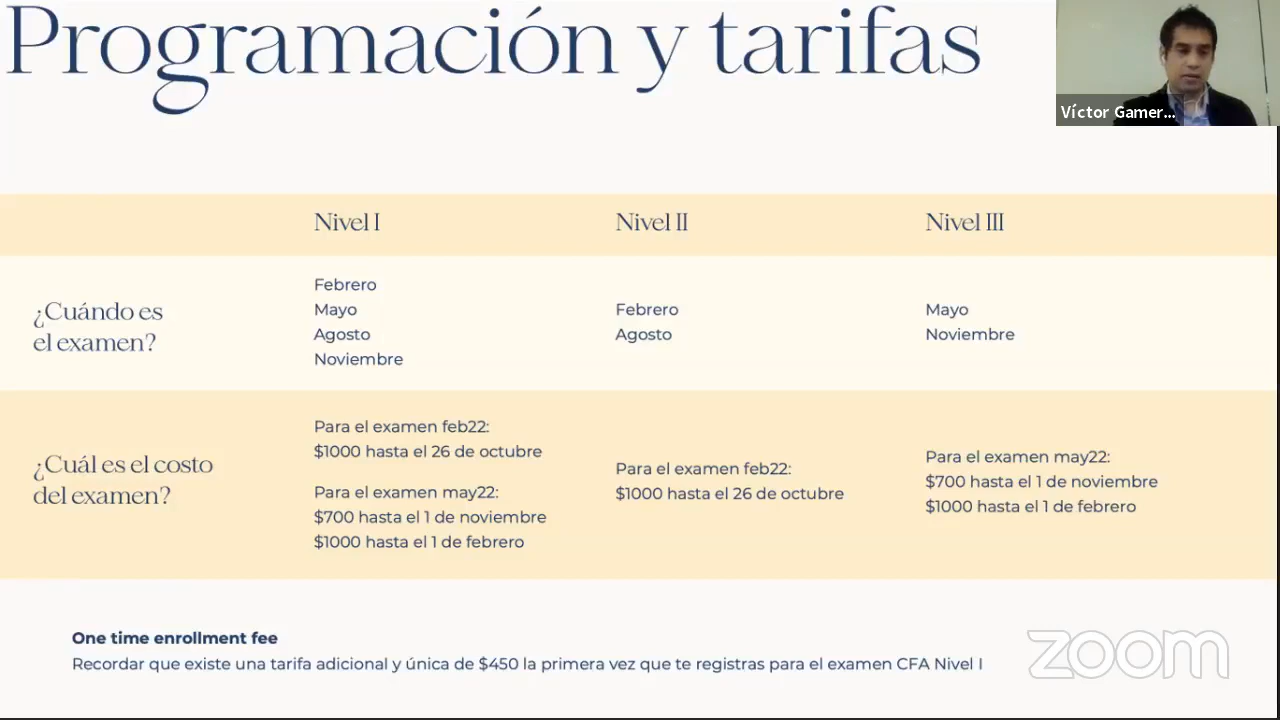 Programación y tarifas
Víctor Gamer...
Nivel I
Nivel II
Nivel III
¿Cuándo es
el examen?
Febrero
Mayo
Agosto
Noviembre
Febrero
Agosto
Mayo
Noviembre
¿Cuál es el costo
del examen?
Para el examen feb22:
$1000 hasta el 26 de octubre
Para el examen may22:
$700 hasta el 1 de noviembre
$1000 hasta el 1 de febrero
Para el examen feb22:
$1000 hasta el 26 de octubre
Para el examen may22:
$700 hasta el 1 de noviembre
$1000 hasta el 1 de febrero
One time enrollment fee
Recordar que existe una tarifa adicional y única de $450 la primera vez que te registras para el examen CFA Nivel I
zoom